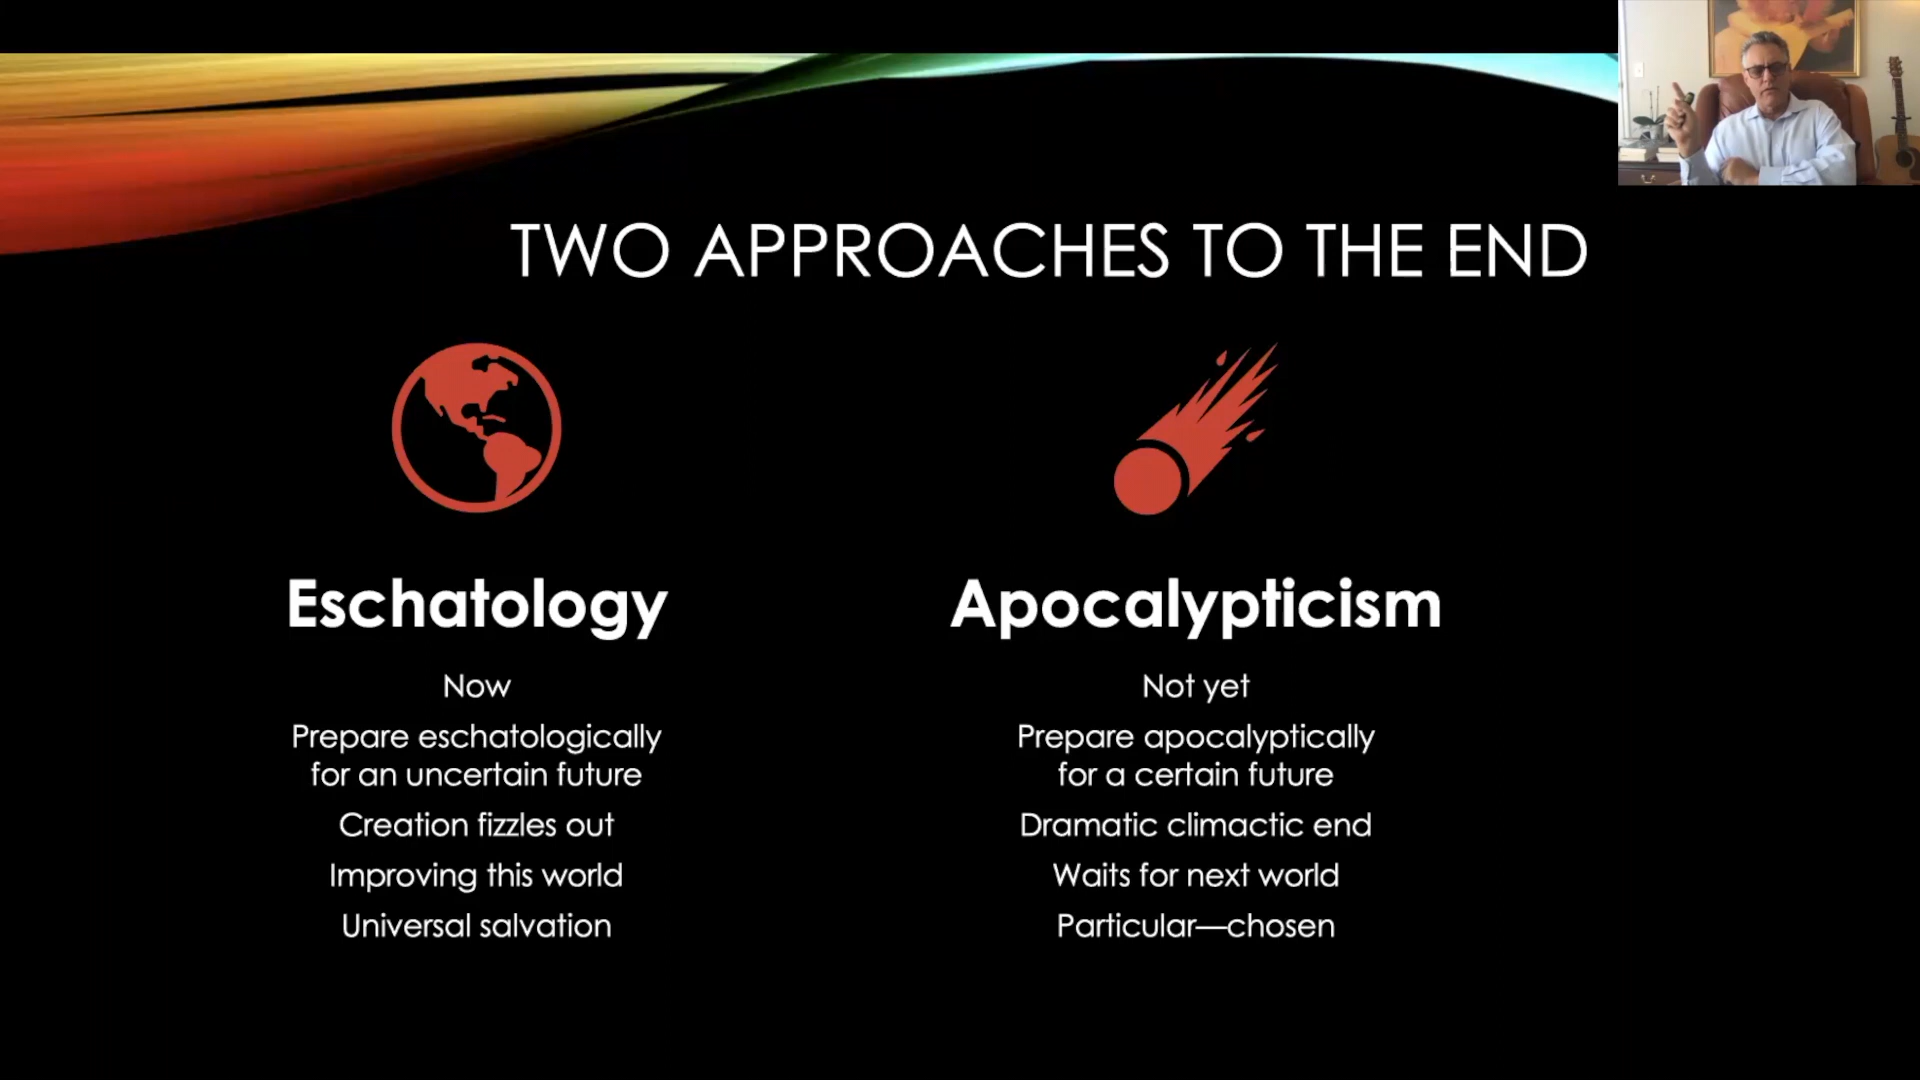 TWO APPROACHES TO THE END
Eschatology
Now
Prepare eschatologically
for an uncertain future
Creation fizzles out
Improving this world
Universal salvation
Apocalypticism
Not yet
Prepare apocalyptically
for a certain future
Dramatic climactic end
Waits for next world
Particular—chosen